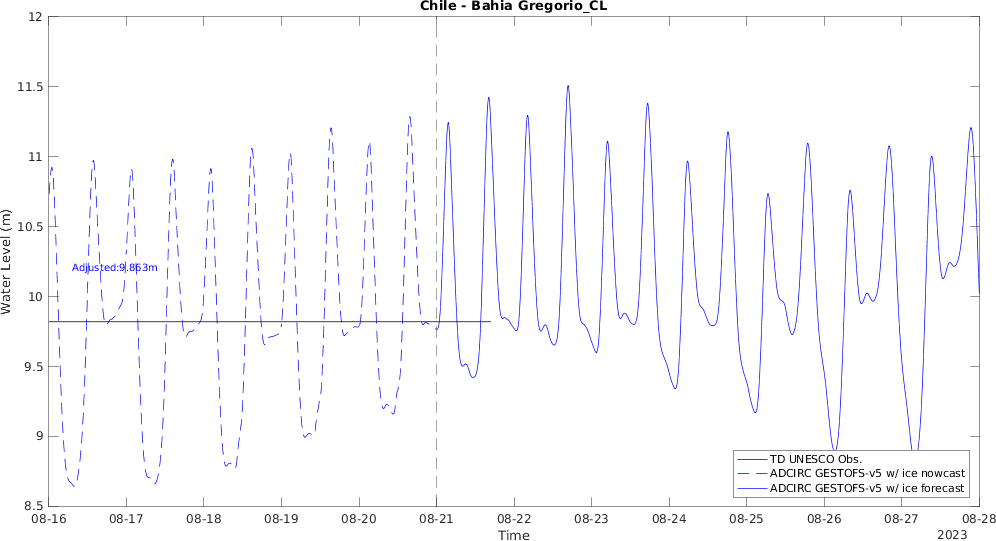 Chile - Bahia Gregorio_CL
Water Level (m)
12
11.5
11
10.5
10
9.5
9
8.5
Adjusted:9.863m
TD UNESCO Obs.
ADCIRC GESTOFS-v5 w/ ice nowcast
ADCIRC GESTOFS-v5 w/ ice forecast
08-16 08-17 08-18 08-19 08-20 08-21 08-22 08-23 08-24 08-25 08-26 08-27 08-28
Time
2023